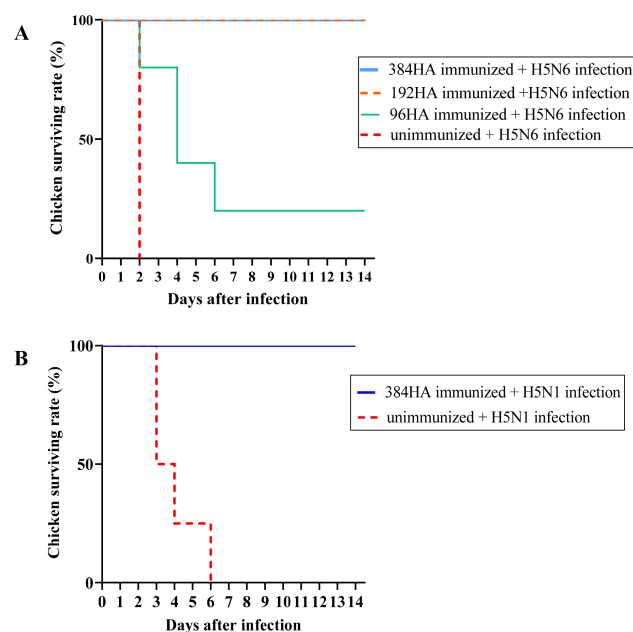 A
Chicken surviving rate (%)
100
50
0
0 1 2 3 4 5 6 7 8 9 10 11 12 13 14
Days after infection
384HA immunized + H5N6 infection
192HA immunized +H5N6 infection
96HA immunized + H5N6 infection
unimmunized + H5N6 infection
B
Chicken surviving rate (%)
100
50
0
0 1 2 3 4 5 6 7 8 9 10 11 12 13 14
Days after infection
384HA immunized + H5N1 infection
unimmunized + H5N1 infection